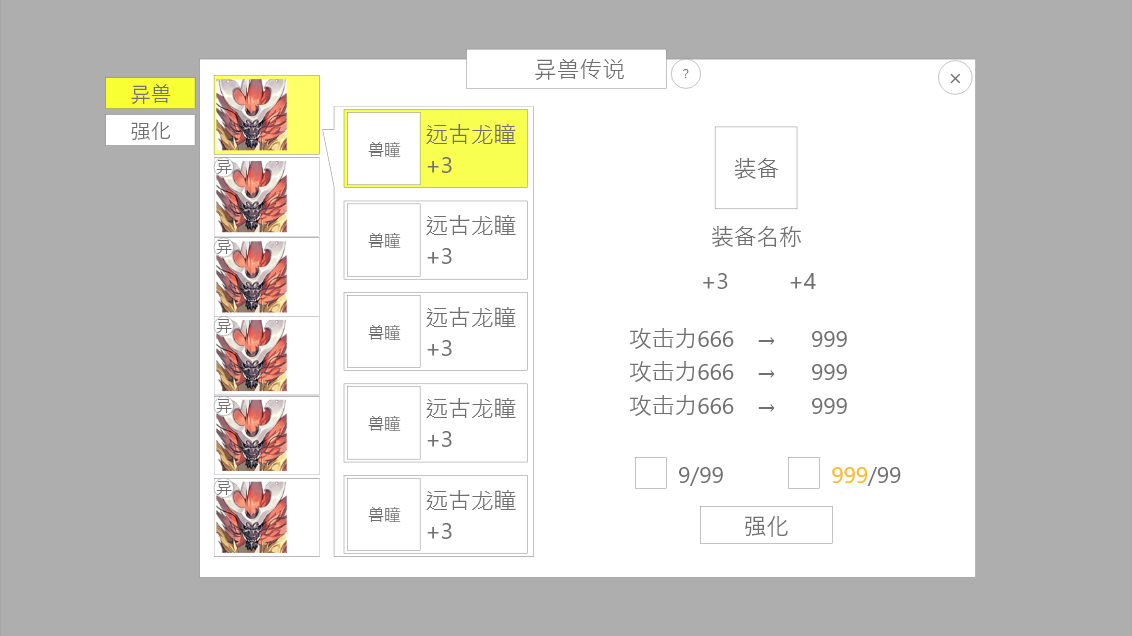 异兽传说
?
×
异兽
强化
异
异
异
异
异
兽瞳
远古龙瞳
+3
兽瞳
远古龙瞳
+3
兽瞳
远古龙瞳
+3
兽瞳
远古龙瞳
+3
兽瞳
远古龙瞳
+3
装备
装备名称
+3 +4
攻击力666 → 999
攻击力666 → 999
攻击力666 → 999
9/99 999/99
强化